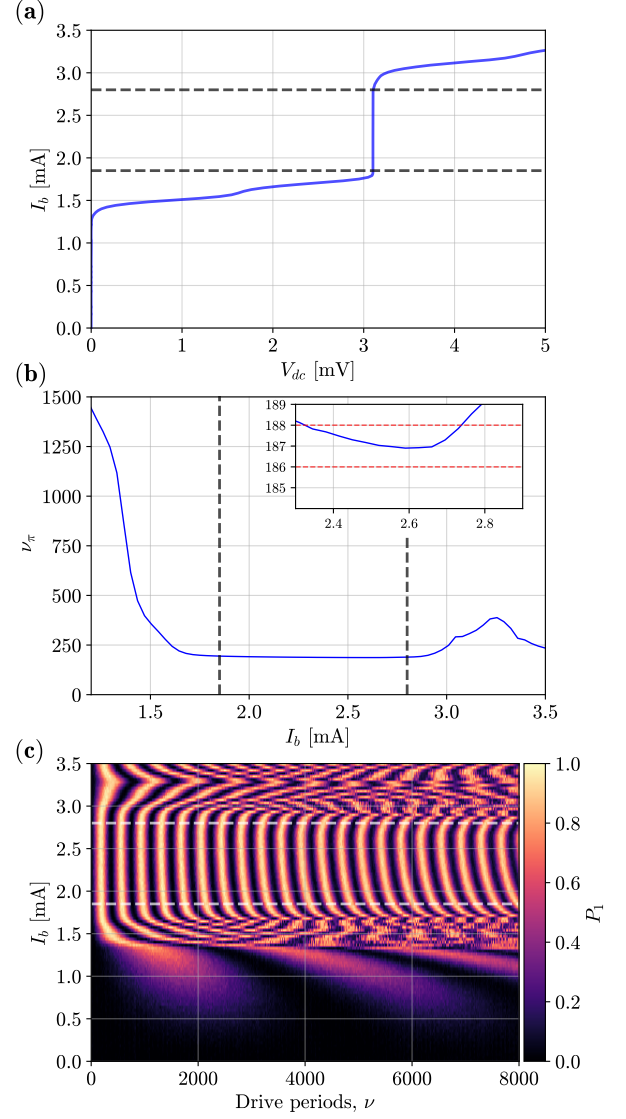 (a)
3.5
3.0
2.5
2.0
1.5
1.0
0.5
0.0
I_b [mA]
0 1 2 3 4 5
V_dc [mV]
(b)
1500
1250
1000
750
500
250
0
ν_π
189
188
187
186
185
2.4 2.6 2.8
1.5 2.0 2.5 3.0 3.5
I_b [mA]
(c)
3.5
3.0
2.5
2.0
1.5
1.0
0.5
0.0
I_b [mA]
0 2000 4000 6000 8000
Drive periods, ν
1.0
0.8
0.6
0.4
0.2
0.0
P_1